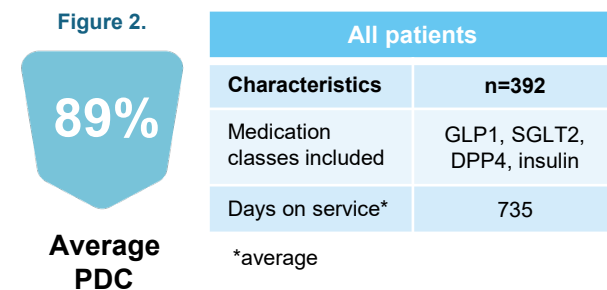 Figure 2.
89%
Average
PDC
All patients
Characteristics n=392
Medication
classes included
GLP1, SGLT2,
DPP4, insulin
Days on service* 735
*average